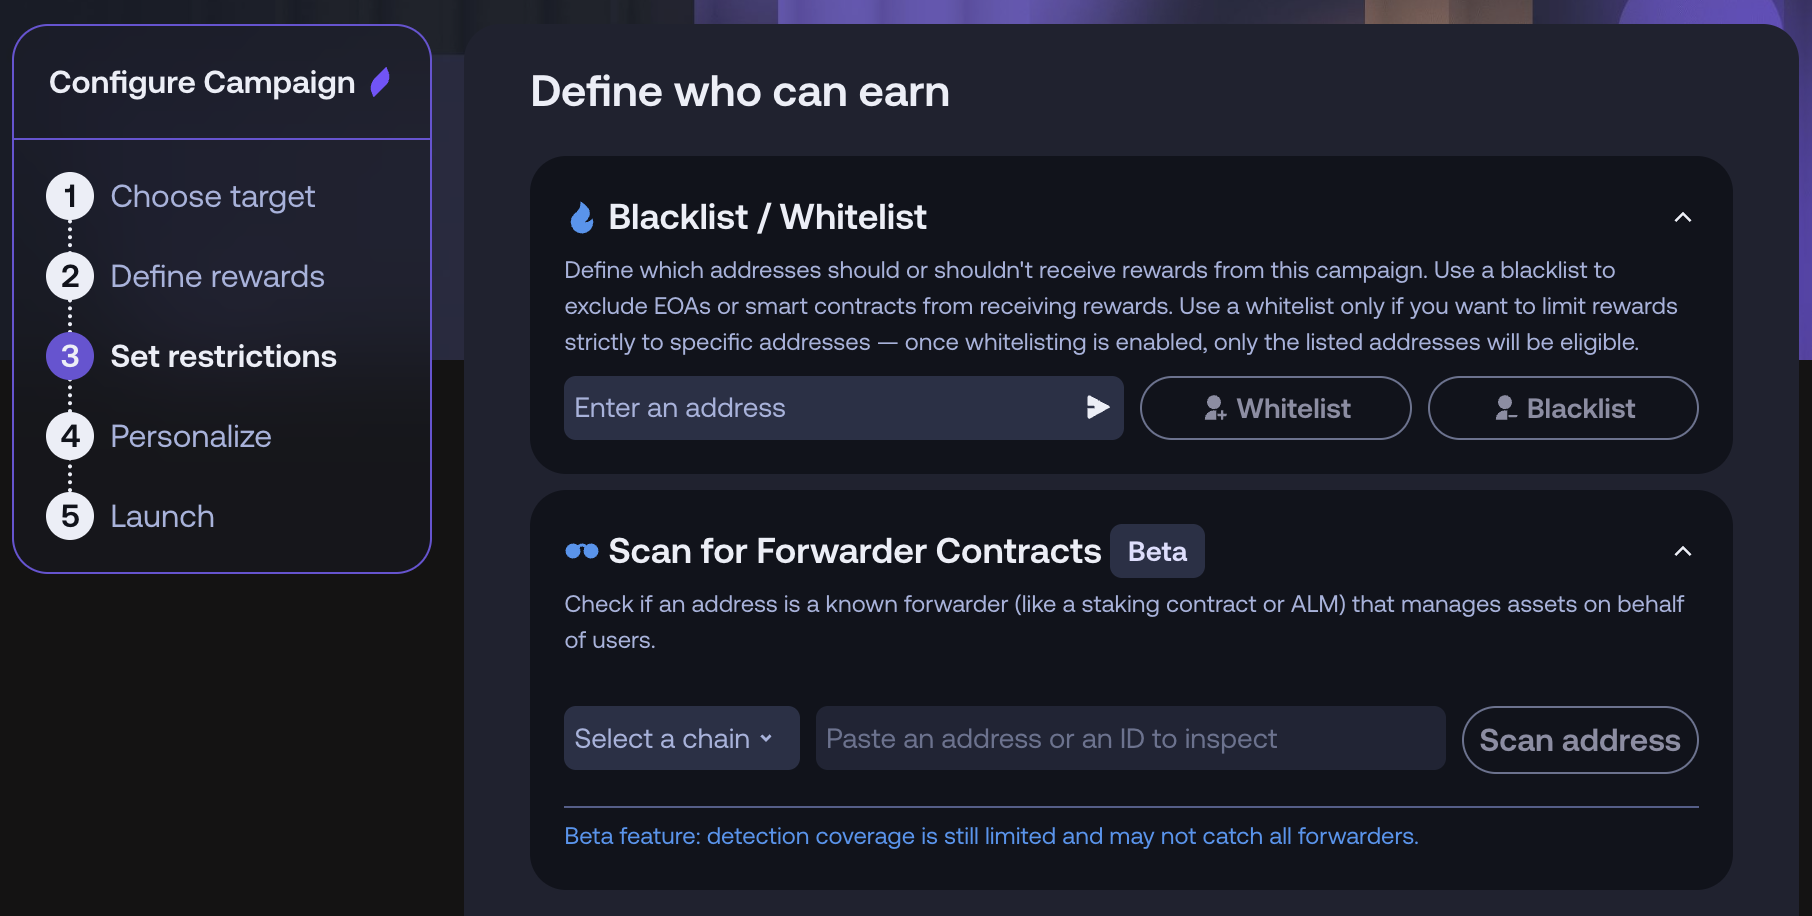 Configure Campaign
1 Choose target
2 Define rewards
3 Set restrictions
4 Personalize
5 Launch
Define who can earn
Blacklist / Whitelist
Define which addresses should or shouldn't receive rewards from this campaign. Use a blacklist to
exclude EOAs or smart contracts from receiving rewards. Use a whitelist only if you want to limit rewards
strictly to specific addresses — once whitelisting is enabled, only the listed addresses will be eligible.
Enter an address Whitelist Blacklist
Scan for Forwarder Contracts Beta
Check if an address is a known forwarder (like a staking contract or ALM) that manages assets on behalf
of users.
Select a chain Paste an address or an ID to inspect Scan address
Beta feature: detection coverage is still limited and may not catch all forwarders.